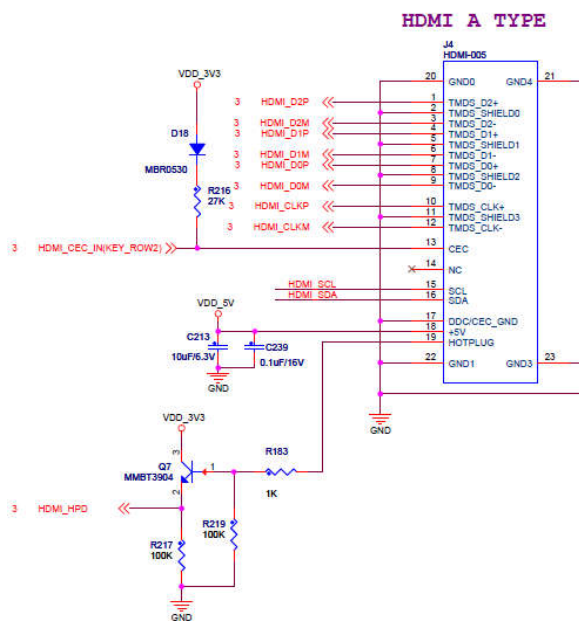 HDMI A TYPE
J4
HDMI-005
VDD_3V3
20 GND0 GND4 21
3 HDMI_D2P 1 TMDS_D2+
2 TMDS_SHIELD0
3 HDMI_D2M 3 TMDS_D2-
3 HDMI_D1P 4 TMDS_D1+
5 TMDS_SHIELD1
3 HDMI_D1M 6 TMDS_D1-
3 HDMI_D0P 7 TMDS_D0+
8 TMDS_SHIELD2
3 HDMI_D0M 9 TMDS_D0-
3 HDMI_CLKP 10 TMDS_CLK+
11 TMDS_SHIELD3
3 HDMI_CLKM 12 TMDS_CLK-
D18
MBR0530
R216
27K
3 HDMI_CEC_IN(KEY_ROW2) 13 CEC
14 NC
HDMI_SCL 15 SCL
HDMI_SDA 16 SDA
17 DDC/CEC_GND
VDD_5V 18 +5V
19 HOTPLUG
22 GND1 GND3 23
C213
10uF/6.3V
C239
0.1uF/16V
GND
GND
VDD_3V3
3
Q7
MMBT3904
1
2
R183
1K
3 HDMI_HPD
R217
100K
R219
100K
GND